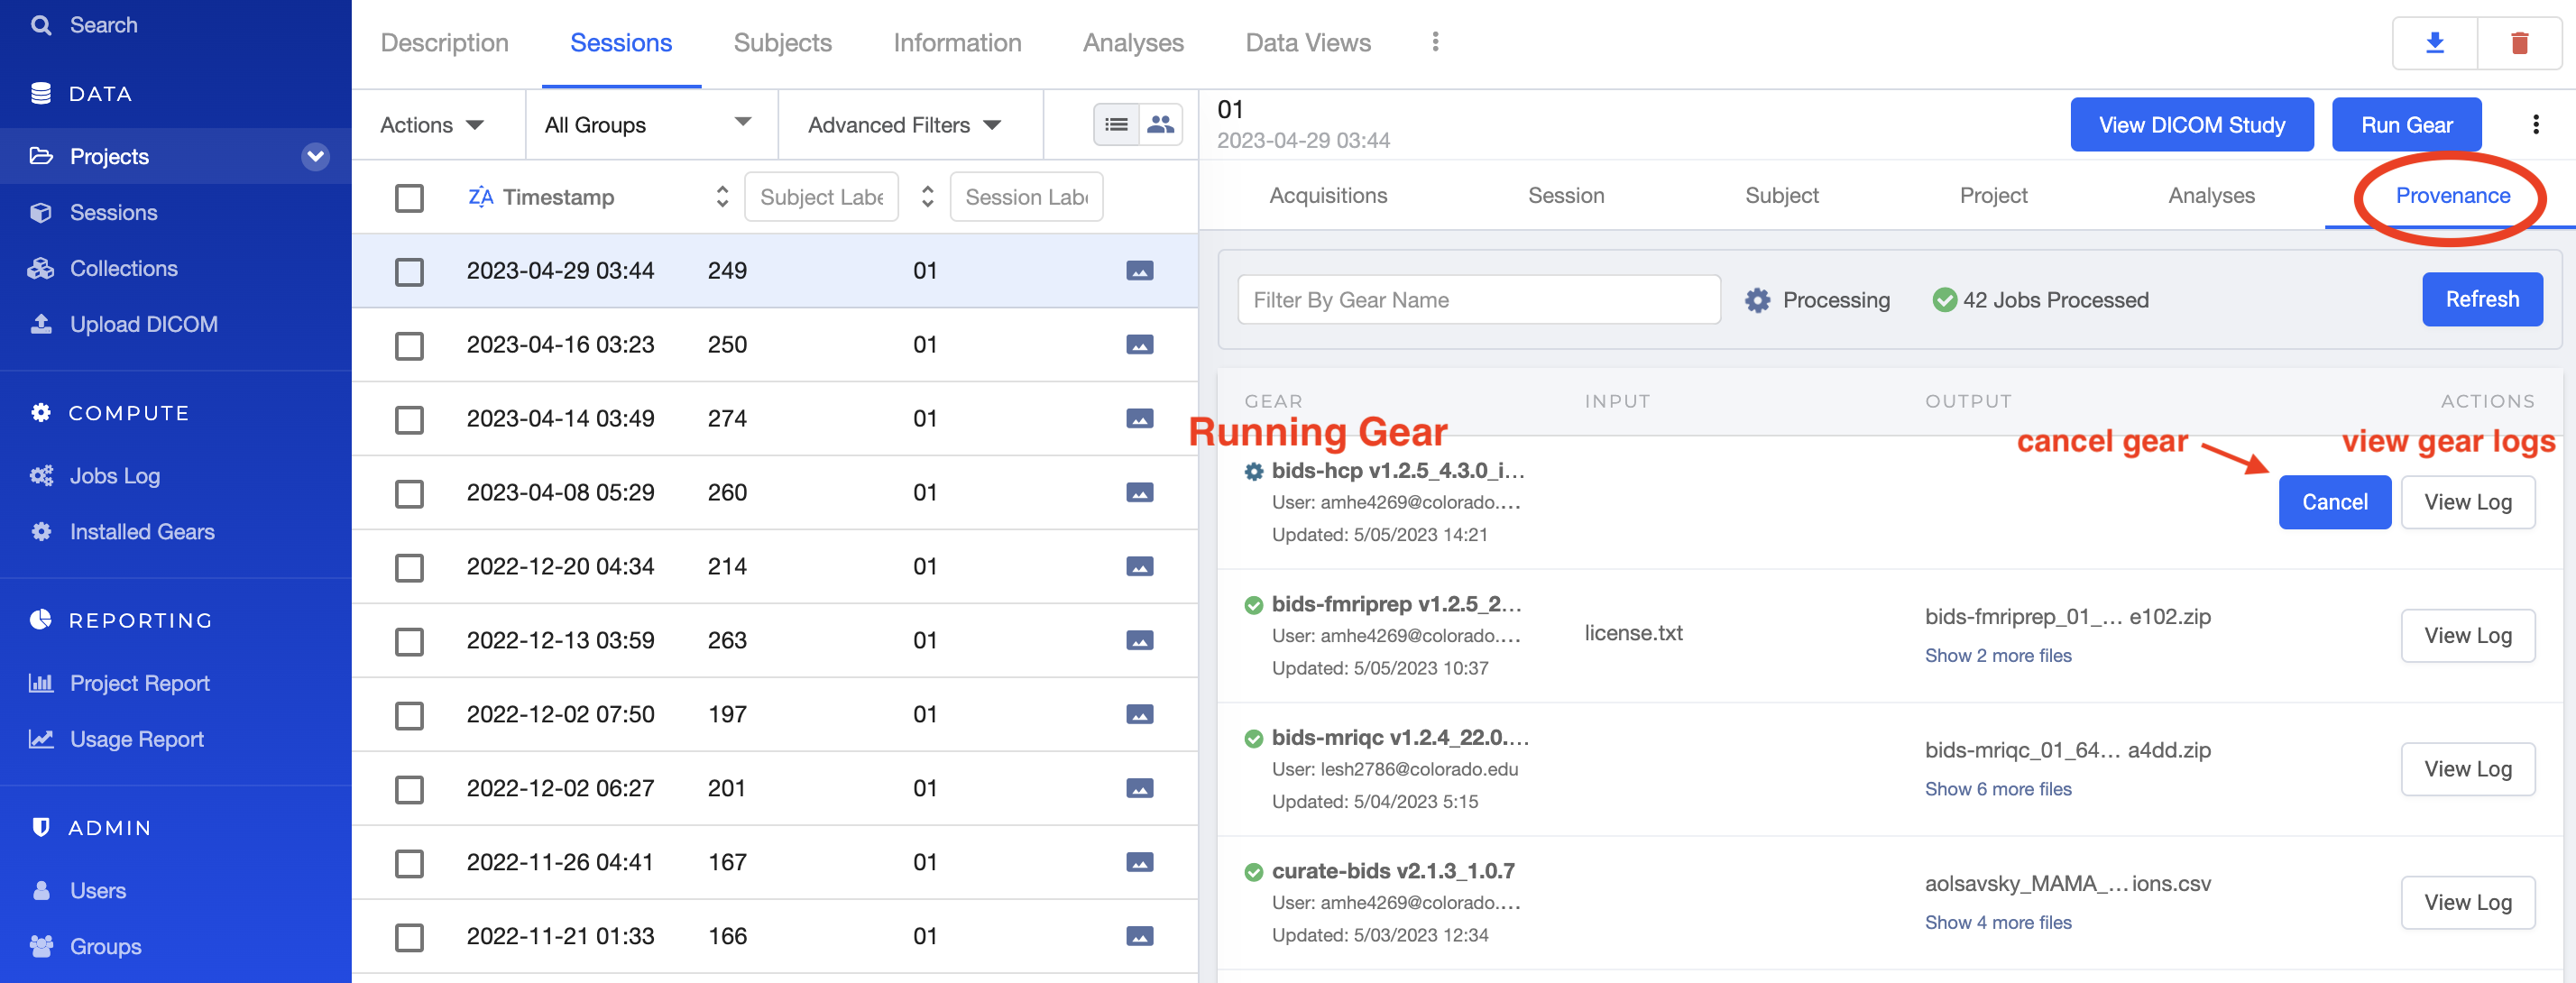 Search
DATA
Projects
Sessions
Collections
Upload DICOM
COMPUTE
Jobs Log
Installed Gears
REPORTING
Project Report
Usage Report
ADMIN
Users
Groups
Description Sessions Subjects Information Analyses Data Views
Actions All Groups Advanced Filters
Timestamp Subject Labe Session Labe
2023-04-29 03:44 249 01
2023-04-16 03:23 250 01
2023-04-14 03:49 274 01
2023-04-08 05:29 260 01
2022-12-20 04:34 214 01
2022-12-13 03:59 263 01
2022-12-02 07:50 197 01
2022-12-02 06:27 201 01
2022-11-26 04:41 167 01
2022-11-21 01:33 166 01
01
2023-04-29 03:44
View DICOM Study Run Gear
Acquisitions Session Subject Project Analyses Provenance
Filter By Gear Name Processing 42 Jobs Processed Refresh
GEAR INPUT OUTPUT ACTIONS
Running Gear cancel gear view gear logs
bids-hcp v1.2.5_4.3.0_i...
User: amhe4269@colorado....
Updated: 5/05/2023 14:21
Cancel View Log
bids-fmriprep v1.2.5_2...
User: amhe4269@colorado....
Updated: 5/05/2023 10:37
license.txt
bids-fmriprep_01_... e102.zip
Show 2 more files
View Log
bids-mriqc v1.2.4_22.0....
User: lesh2786@colorado.edu
Updated: 5/04/2023 5:15
bids-mriqc_01_64... a4dd.zip
Show 6 more files
View Log
curate-bids v2.1.3_1.0.7
User: amhe4269@colorado....
Updated: 5/03/2023 12:34
aolsavsky_MAMA_...ions.csv
Show 4 more files
View Log